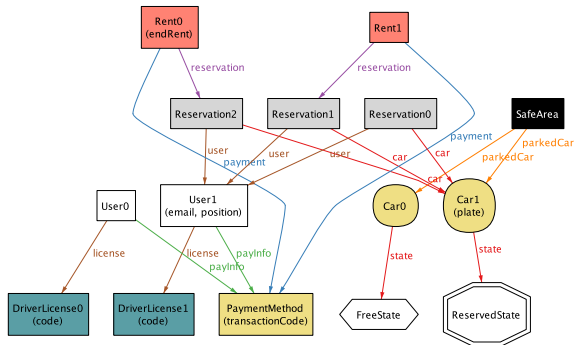 Rent0
(endRent)
Rent1
reservation
reservation
Reservation2
Reservation1
Reservation0
SafeArea
user
user
user
payment
payment
car
car
car
parkedCar
parkedCar
User0
User1
(email, position)
Car0
Car1
(plate)
license
license
payInfo
payInfo
state
state
DriverLicense0
(code)
DriverLicense1
(code)
PaymentMethod
(transactionCode)
FreeState
ReservedState